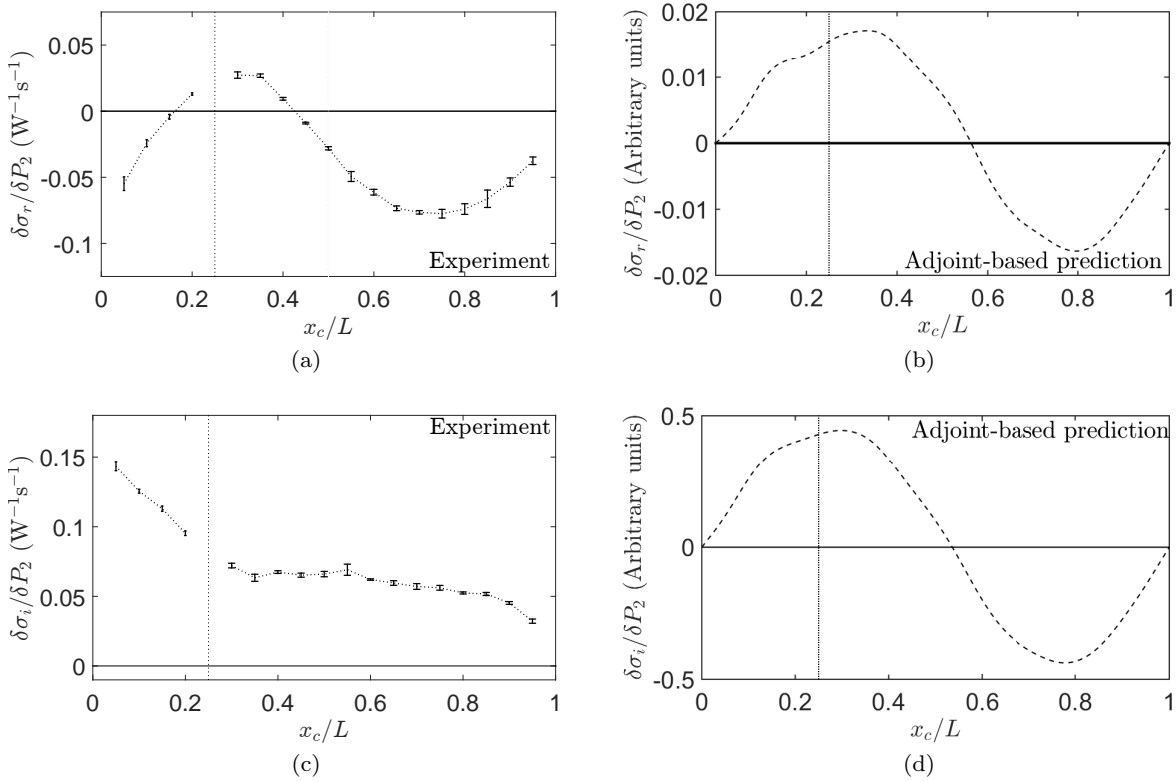 0.05
0
-0.05
-0.1
δσr/δP2 (W−1s−1)
Experiment
0 0.2 0.4 0.6 0.8 1
xc/L
(a)
0.02
0.01
0
-0.01
-0.02
δσr/δP2 (Arbitrary units)
Adjoint-based prediction
0 0.2 0.4 0.6 0.8 1
xc/L
(b)
0.15
0.1
0.05
0
δσi/δP2 (W−1s−1)
Experiment
0 0.2 0.4 0.6 0.8 1
xc/L
(c)
0.5
0
-0.5
δσi/δP2 (Arbitrary units)
Adjoint-based prediction
0 0.2 0.4 0.6 0.8 1
xc/L
(d)